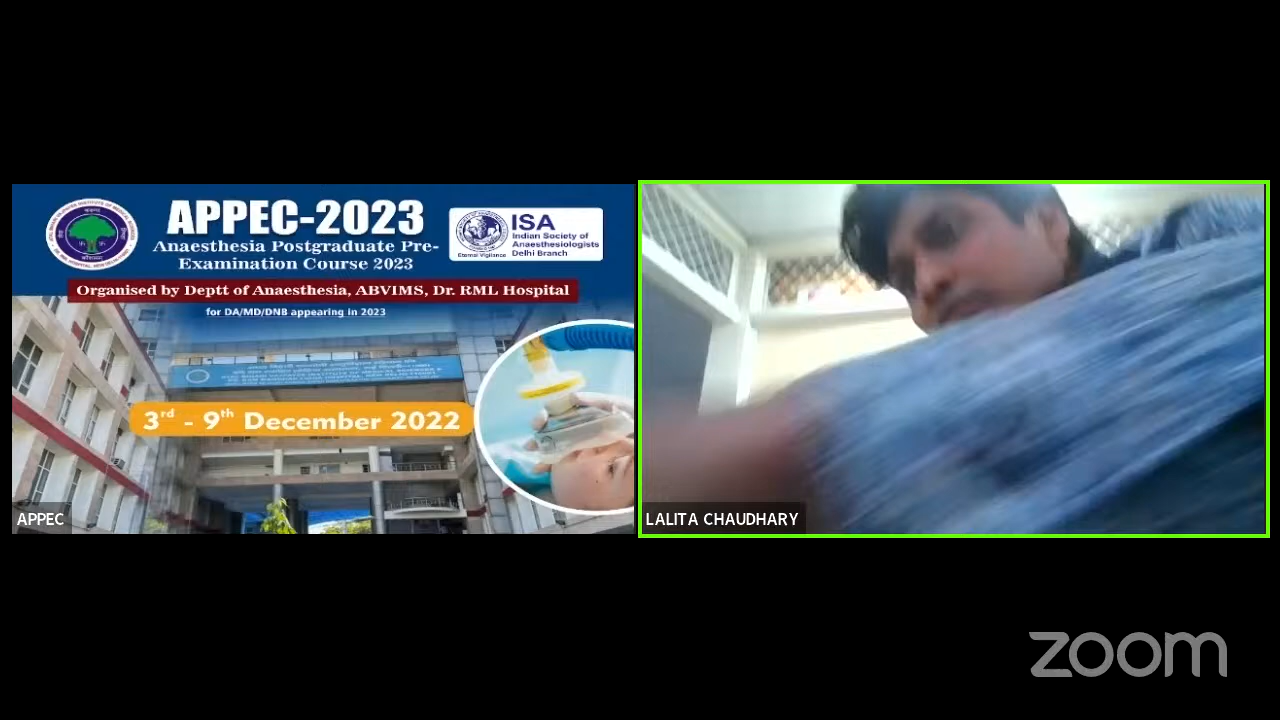 APPEC-2023
Anaesthesia Postgraduate Pre-
Examination Course 2023
ISA
Indian Society of
Anaesthesiologists
Delhi Branch
Eternal Vigilance
Organised by Deptt of Anaesthesia, ABVIMS, Dr. RML Hospital
for DA/MD/DNB appearing in 2023
3rd - 9th December 2022
APPEC
LALITA CHAUDHARY
zoom